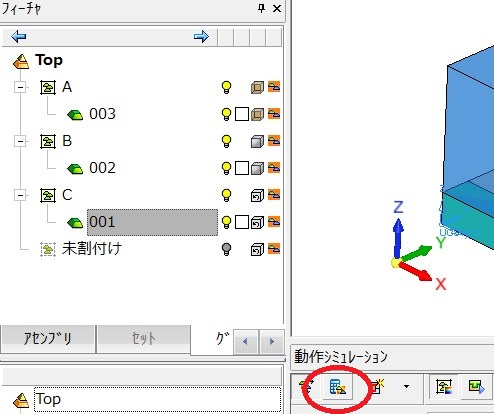 フィーチャ
Top
A
003
B
002
C
001
未割付け
アセンブリ セット グ
Top
Z
Y
X
動作シミュレーション